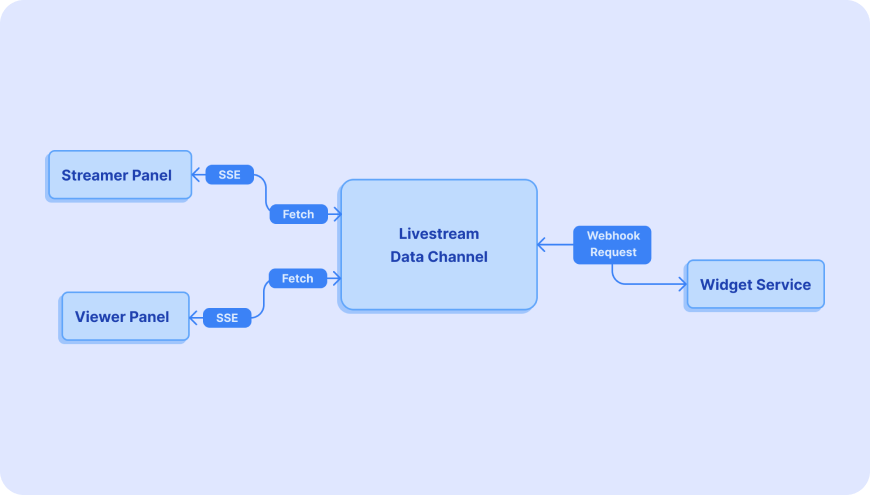 Streamer Panel
SSE
Fetch
Livestream
Data Channel
Webhook
Request
Fetch
Widget Service
Viewer Panel
SSE